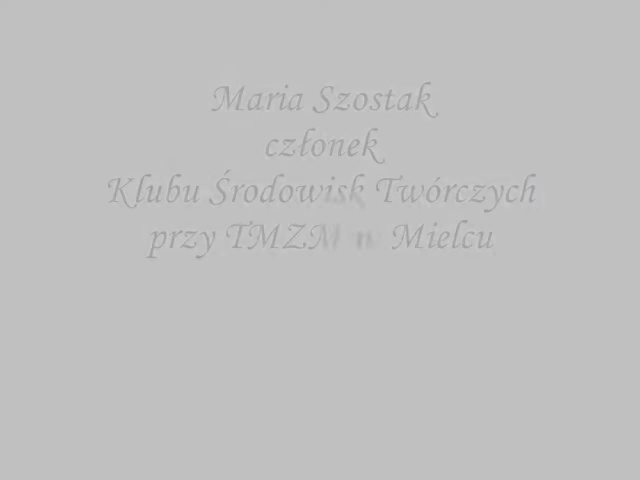 Maria Szostak
członek
Klubu Środowisk Twórczych
przy TMZM w Mielcu